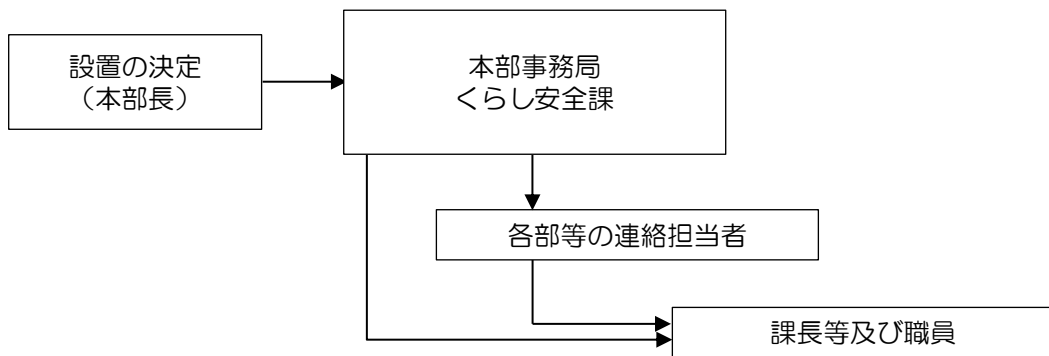 設置の決定
（本部長）
本部事務局
くらし安全課
各部等の連絡担当者
課長等及び職員